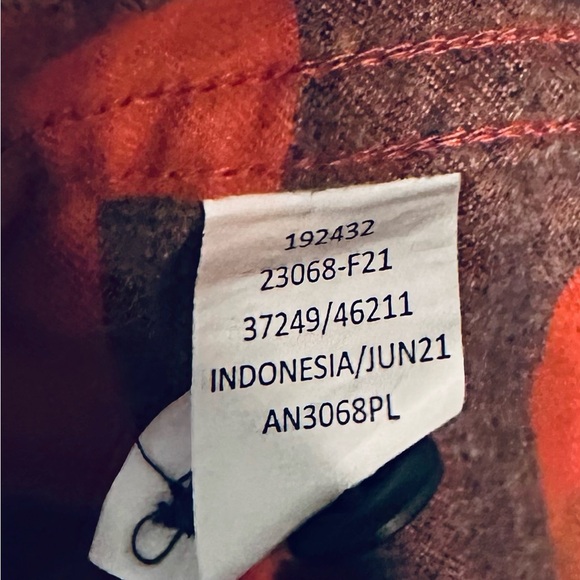 192432
23068-F21
37249/46211
INDONESIA/JUN21
AN3068PL